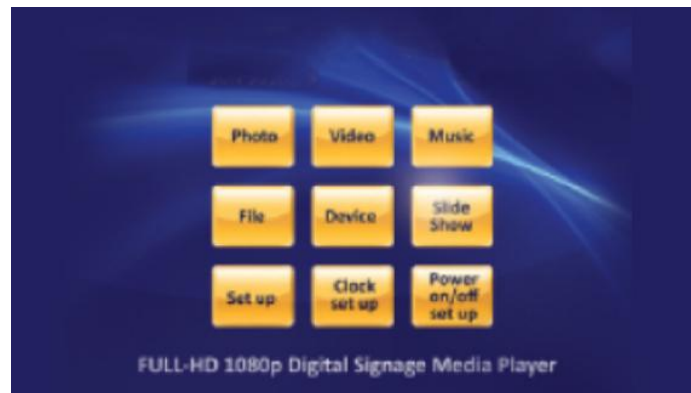 Photo
Video
Music
File
Device
Slide
Show
Set up
Clock
set up
Power
on/off
set up
FULL-HD 1080p Digital Signage Media Player